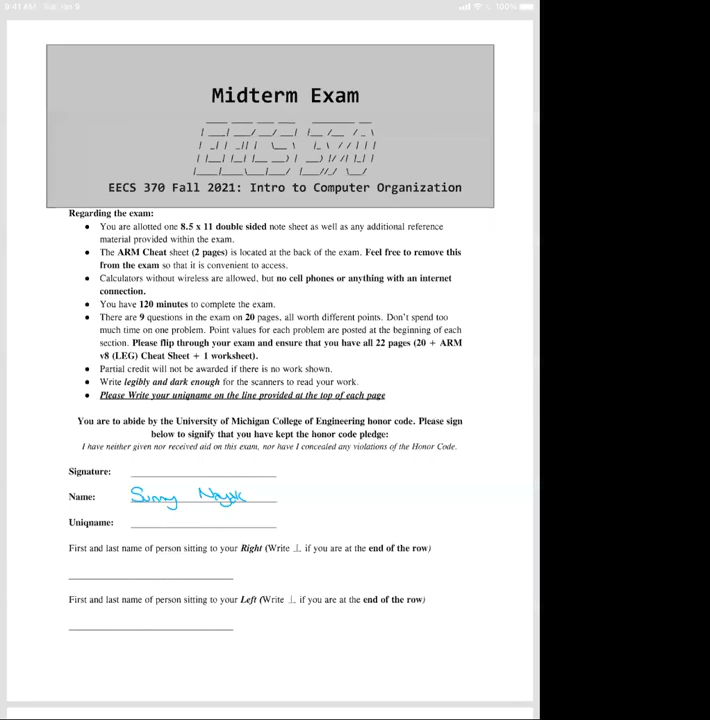 9:41 AM Tue Jan 9
100%
Midterm Exam
EECS 370
EECS 370 Fall 2021: Intro to Computer Organization
Regarding the exam:
● You are allotted one 8.5 x 11 double sided note sheet as well as any additional reference
material provided within the exam.
● The ARM Cheat sheet (2 pages) is located at the back of the exam. Feel free to remove this
from the exam so that it is convenient to access.
● Calculators without wireless are allowed, but no cell phones or anything with an internet
connection.
● You have 120 minutes to complete the exam.
● There are 9 questions in the exam on 20 pages, all worth different points. Don't spend too
much time on one problem. Point values for each problem are posted at the beginning of each
section. Please flip through your exam and ensure that you have all 22 pages (20 + ARM
v8 (LEG) Cheat Sheet + 1 worksheet).
● Partial credit will not be awarded if there is no work shown.
● Write legibly and dark enough for the scanners to read your work.
● Please Write your uniqname on the line provided at the top of each page
You are to abide by the University of Michigan College of Engineering honor code. Please sign
below to signify that you have kept the honor code pledge:
I have neither given nor received aid on this exam, nor have I concealed any violations of the Honor Code.
Signature:
Name: Sunny Nayak
Uniqname:
First and last name of person sitting to your Right (Write ⊥ if you are at the end of the row)
First and last name of person sitting to your Left (Write ⊥ if you are at the end of the row)